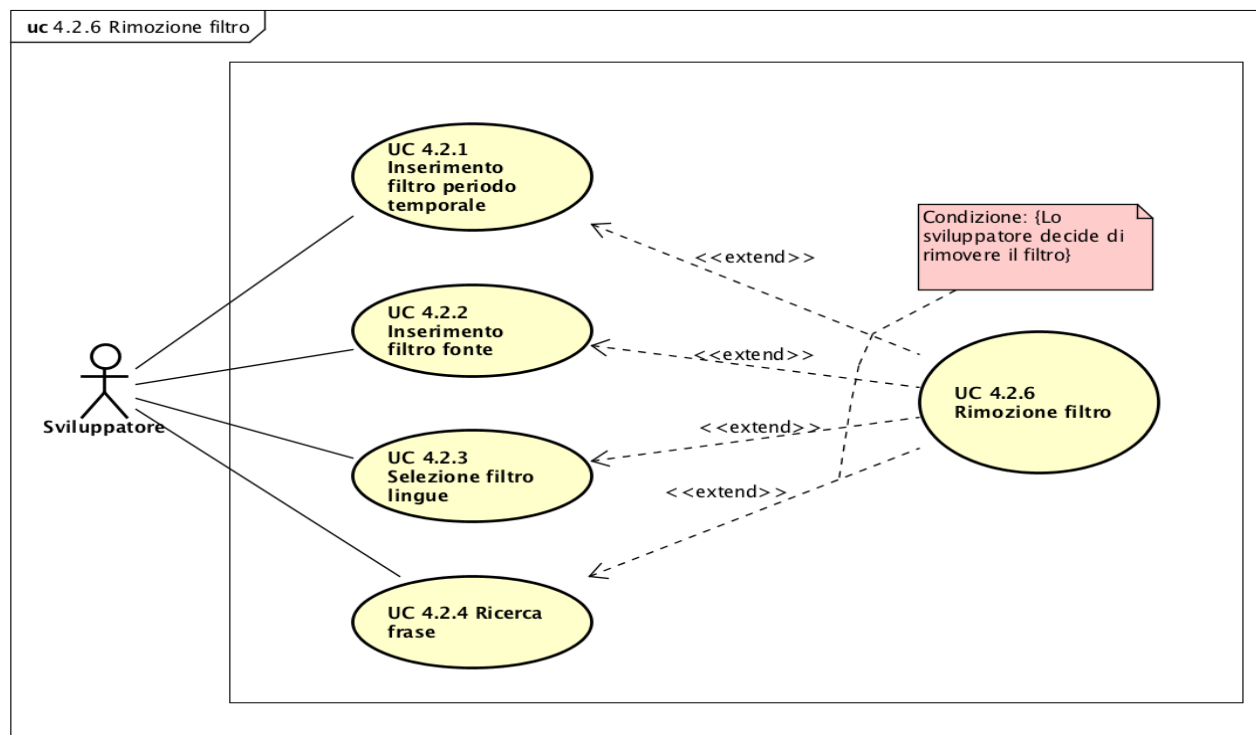 uc 4.2.6 Rimozione filtro
UC 4.2.1
Inserimento
filtro periodo
temporale
Condizione: {Lo
sviluppatore decide di
rimovere il filtro}
<<extend>>
UC 4.2.2
Inserimento
filtro fonte
<<extend>>
UC 4.2.6
Rimozione filtro
Sviluppatore
<<extend>>
UC 4.2.3
Selezione filtro
lingue
<<extend>>
UC 4.2.4 Ricerca
frase